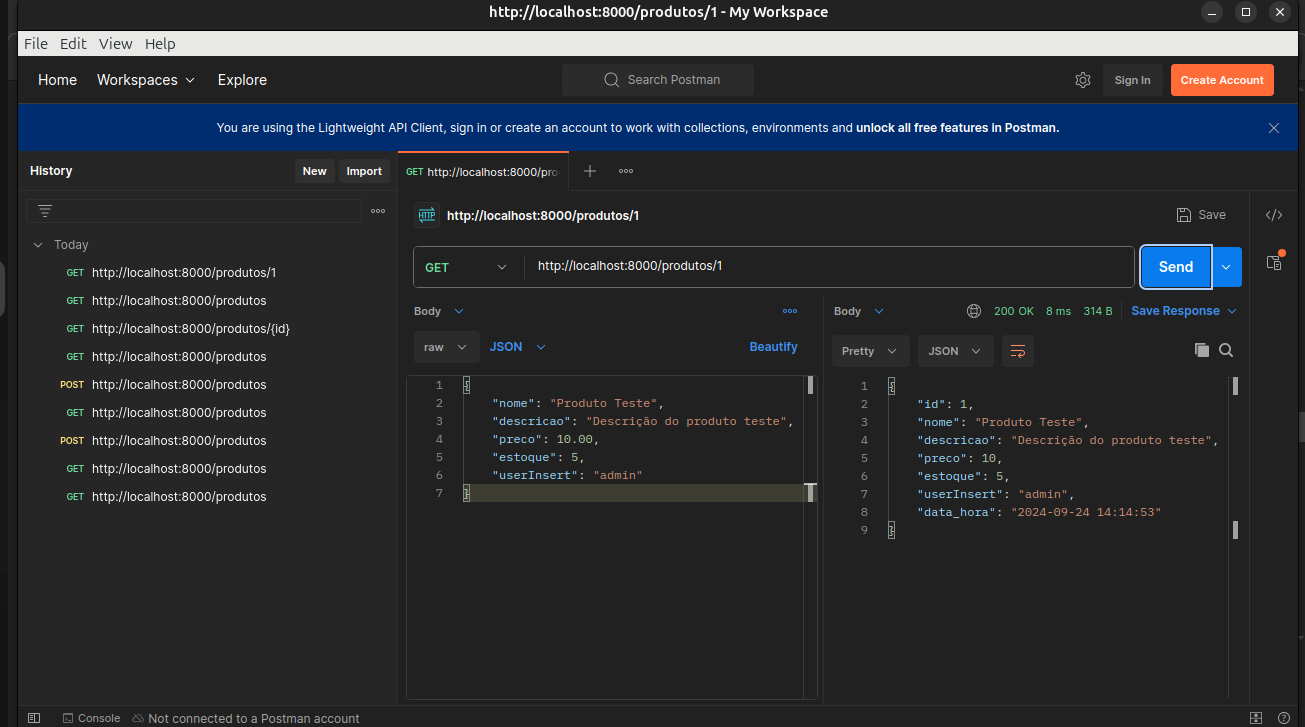 http://localhost:8000/produtos/1 - My Workspace
File Edit View Help
Home Workspaces Explore Search Postman Sign In Create Account
You are using the Lightweight API Client, sign in or create an account to work with collections, environments and unlock all free features in Postman.
History New Import
Today
GET http://localhost:8000/produtos/1
GET http://localhost:8000/produtos
GET http://localhost:8000/produtos/{id}
GET http://localhost:8000/produtos
POST http://localhost:8000/produtos
GET http://localhost:8000/produtos
POST http://localhost:8000/produtos
GET http://localhost:8000/produtos
GET http://localhost:8000/produtos
GET http://localhost:8000/pro
HTTP http://localhost:8000/produtos/1 Save
GET http://localhost:8000/produtos/1 Send
Body
raw JSON Beautify
1 {
2 "nome": "Produto Teste",
3 "descricao": "Descrição do produto teste",
4 "preco": 10.00,
5 "estoque": 5,
6 "userInsert": "admin"
7 }
Body 200 OK 8 ms 314 B Save Response
Pretty JSON
1 {
2 "id": 1,
3 "nome": "Produto Teste",
4 "descricao": "Descrição do produto teste",
5 "preco": 10,
6 "estoque": 5,
7 "userInsert": "admin",
8 "data_hora": "2024-09-24 14:14:53"
9 }
Console Not connected to a Postman account